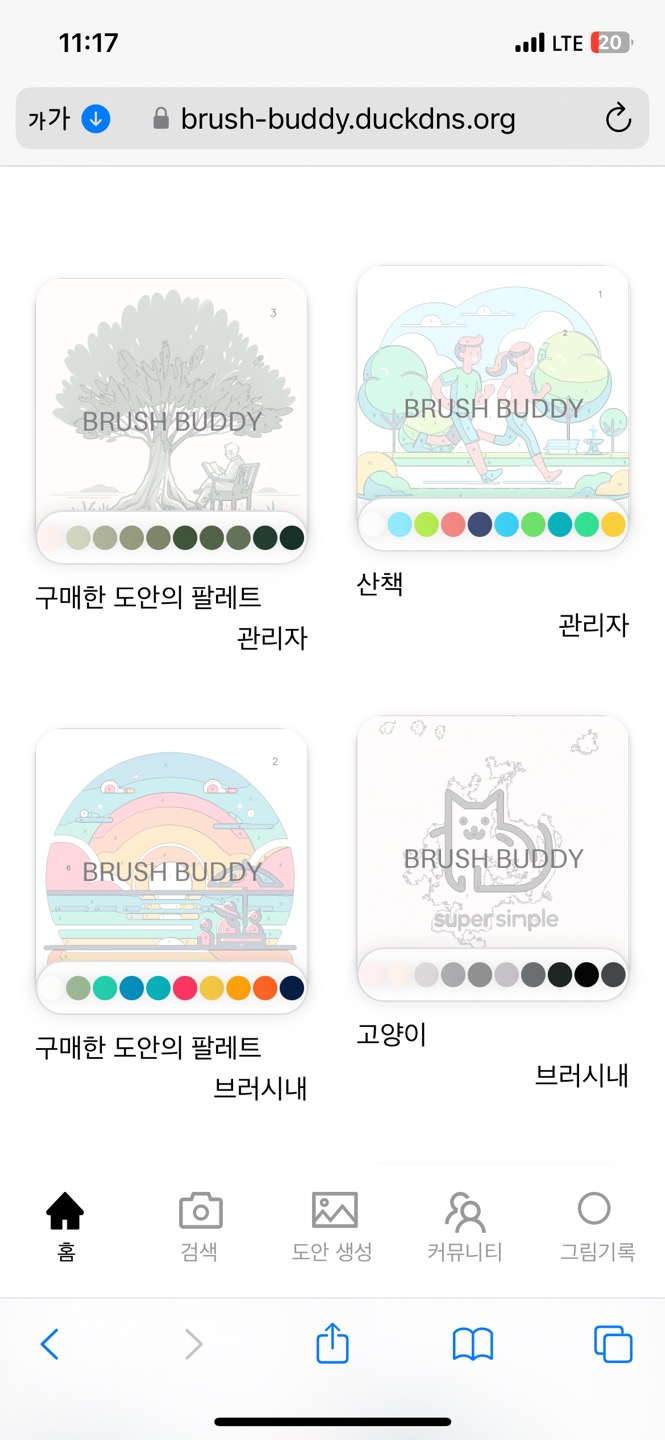 11:17
LTE 20
가가 brush-buddy.duckdns.org
3
1
2
BRUSH BUDDY
BRUSH BUDDY
구매한 도안의 팔레트
관리자
산책
관리자
2
6
BRUSH BUDDY
BRUSH BUDDY
supersinple
구매한 도안의 팔레트
브러시내
고양이
브러시내
홈
검색
도안 생성
커뮤니티
그림기록